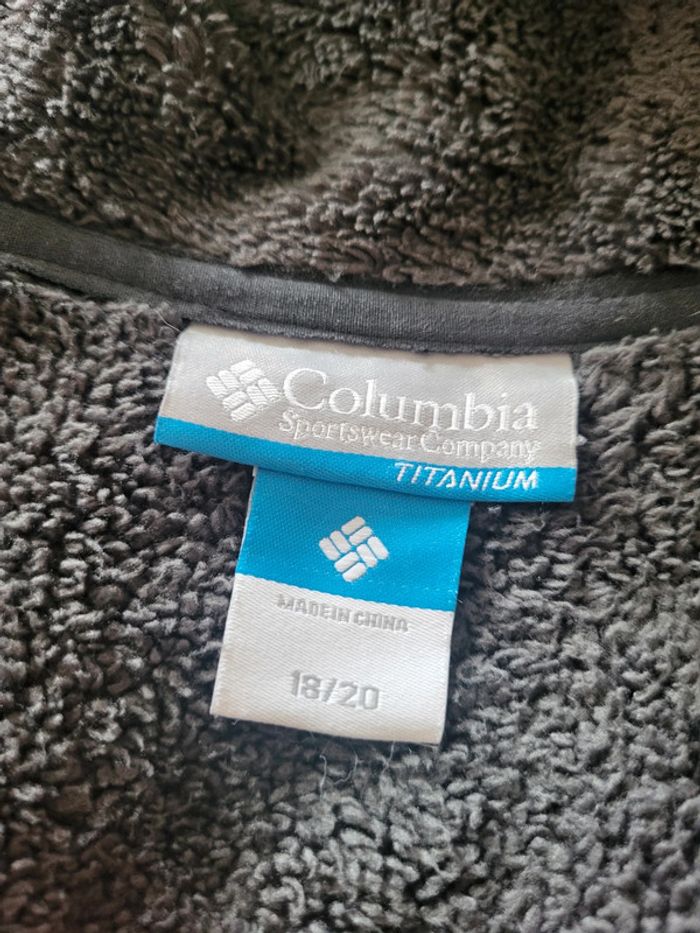 Columbia
Sportswear Company
TITANIUM
MADE IN CHINA
18/20